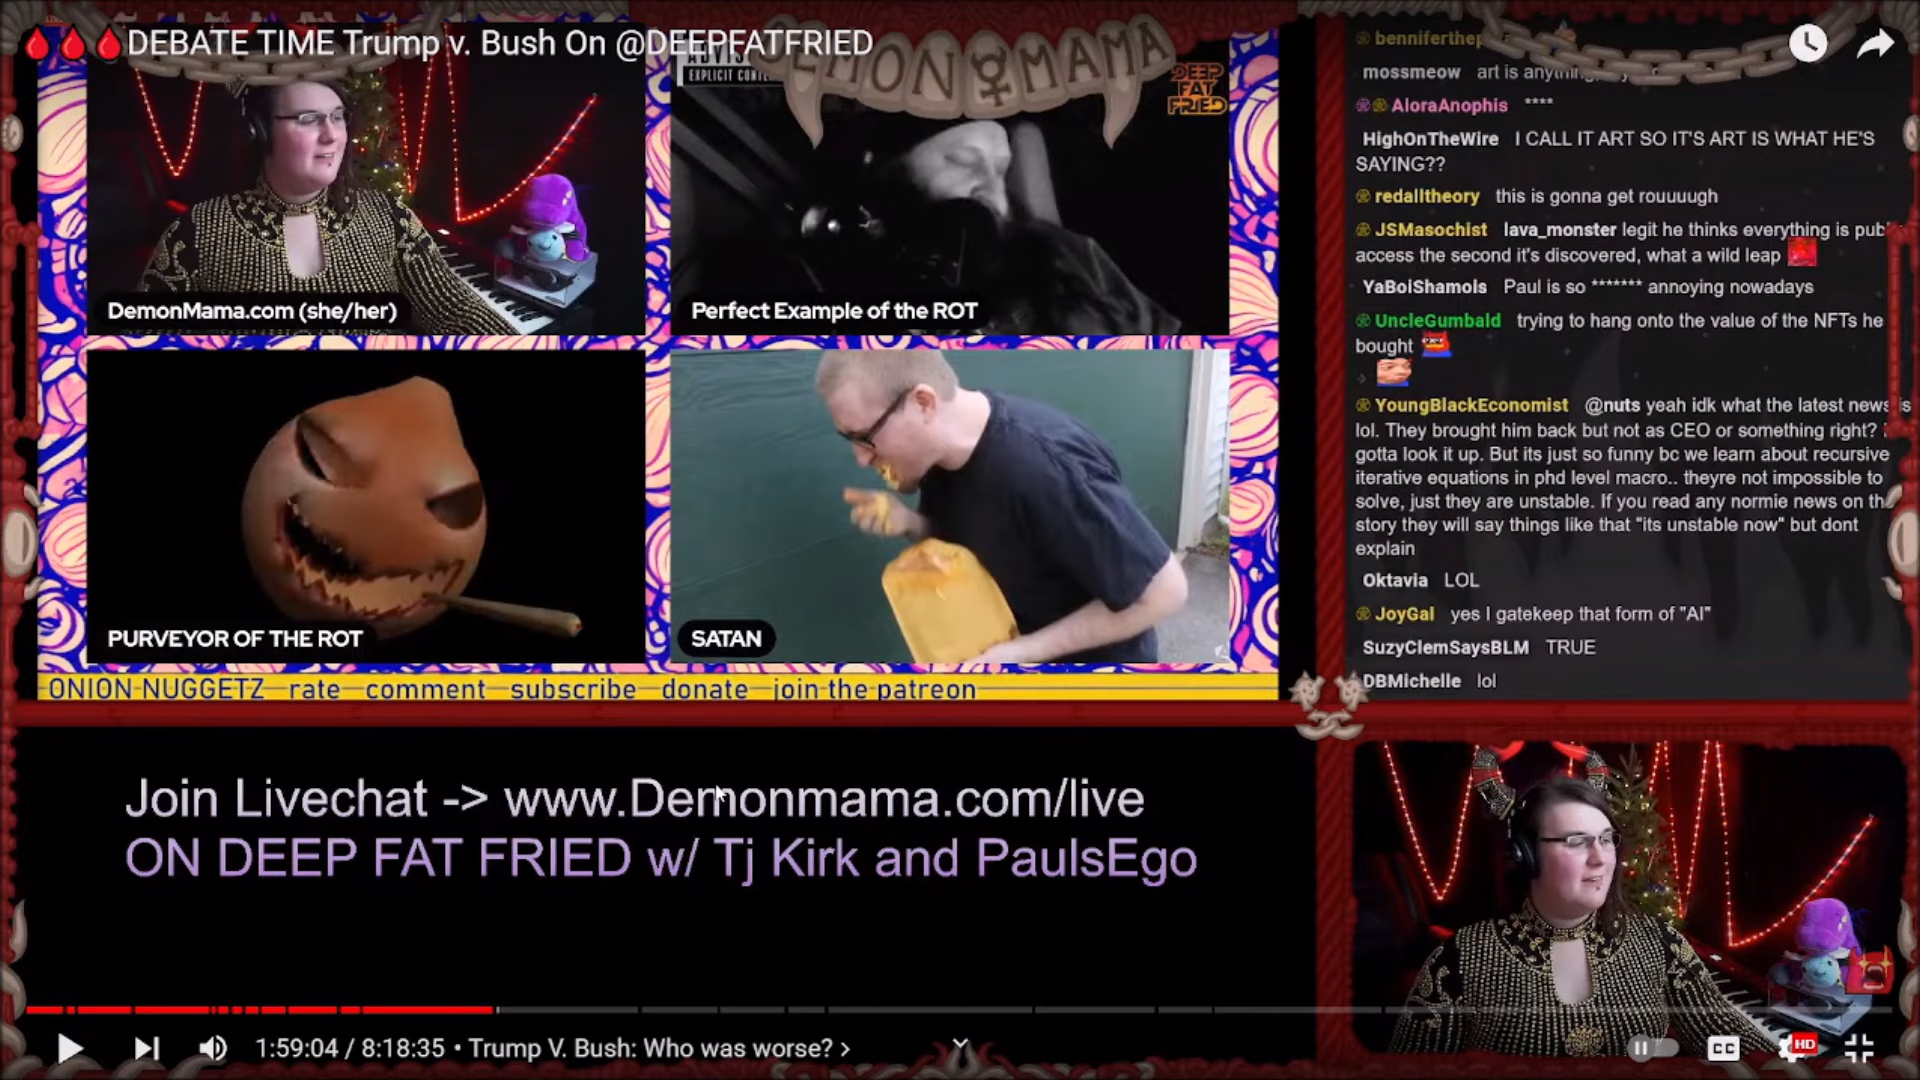 DEBATE TIME Trump v. Bush On @DEEPFATFRIED
EXPLICIT
DEMON MAMA
DEEP
FAT
FRIED
DemonMama.com (she/her)
Perfect Example of the ROT
PURVEYOR OF THE ROT
SATAN
ONION NUGGETZ rate comment subscribe donate join the patreon
mossmeow art is
AloraAnophis ****
HighOnTheWire I CALL IT ART SO IT'S ART IS WHAT HE'S
SAYING??
redalltheory this is gonna get rouuuugh
JSMasochist lava_monster legit he thinks everything is
access the second it's discovered, what a wild leap
YaBoiShamols Paul is so ******* annoying nowadays
UncleGumbald trying to hang onto the value of the NFTs he
bought
YoungBlackEconomist @nuts yeah idk what the latest news is
lol. They brought him back but not as CEO or something right?
gotta look it up. But its just so funny bc we learn about recursive
iterative equations in phd level macro.. theyre not impossible to
solve, just they are unstable. If you read any normie news on
story they will say things like that "its unstable now" but dont
explain
Oktavia LOL
JoyGal yes I gatekeep that form of "AI"
SuzyClemSaysBLM TRUE
DBMichelle lol
Join Livechat -> www.Demonmama.com/live
ON DEEP FAT FRIED w/ Tj Kirk and PaulsEgo
1:59:04 / 8:18:35 • Trump V. Bush: Who was worse? >
CC
HD